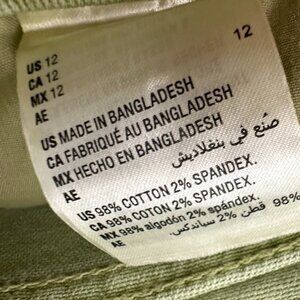 US 12
12
CA 12
MX 12
AE
US MADE IN BANGLADESH
CA FABRIQUÉ AU BANGLADESH
MX HECHO EN BANGLADESH
AE صنع في بنغلاديش
US 98% COTTON 2% SPANDEX.
CA 98% COTON 2% SPANDEX.
MX 98% algodón 2% spándex.
AE 98% قطن 2% سباندكس.